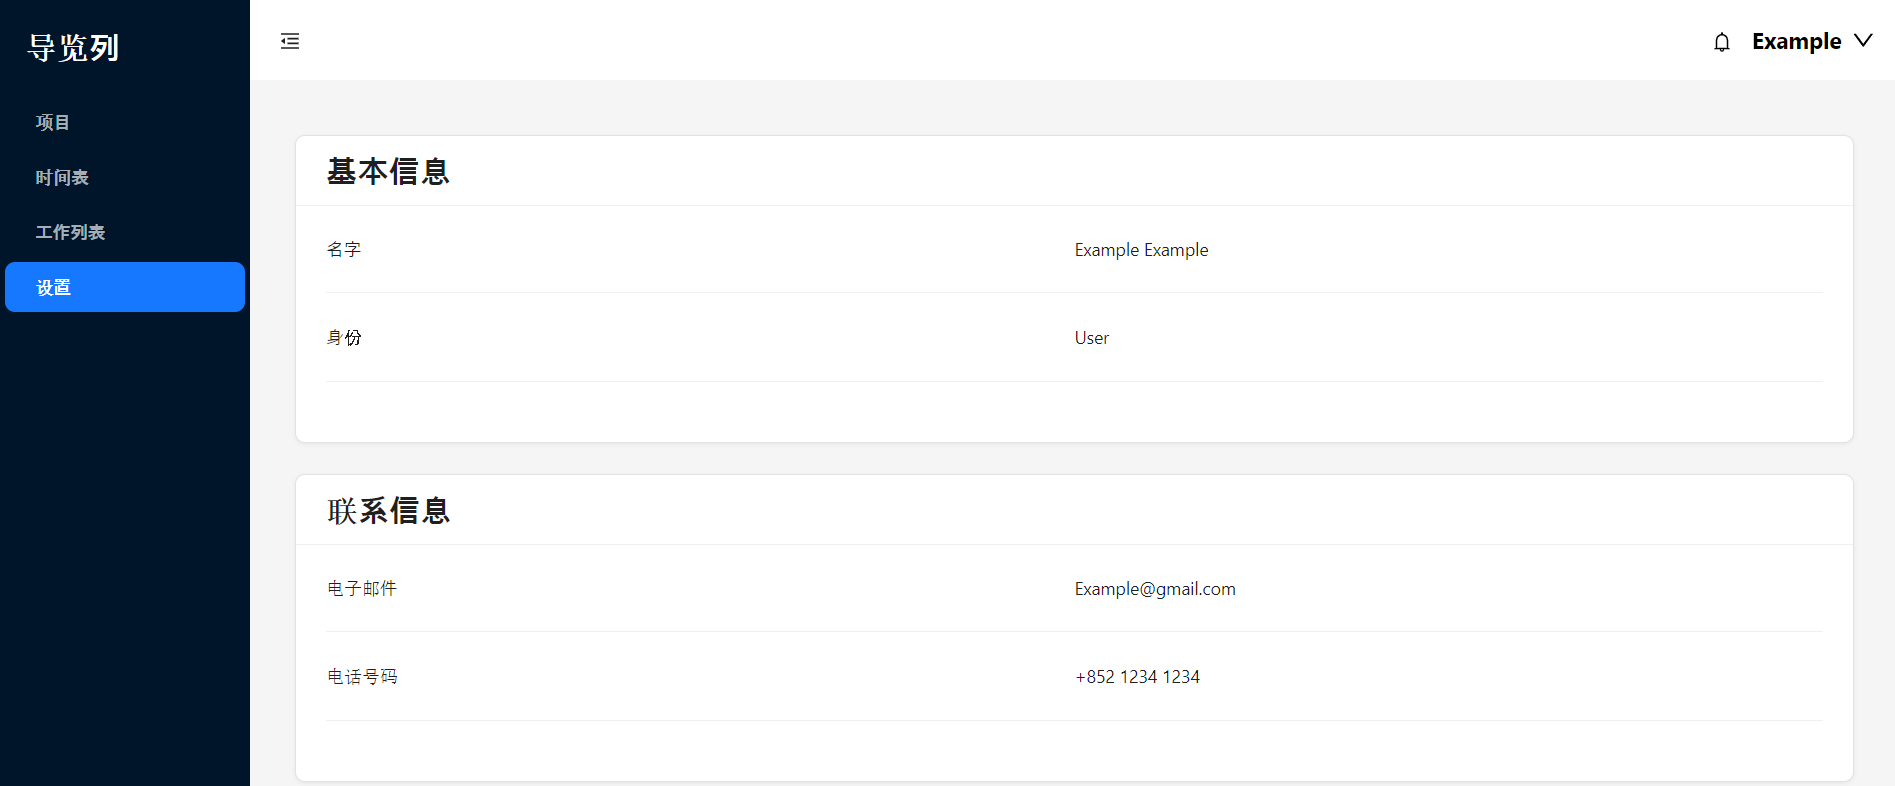 导览列
项目
时间表
工作列表
设置
Example
基本信息
名字
Example Example
身份
User
联系信息
电子邮件
Example@gmail.com
电话号码
+852 1234 1234